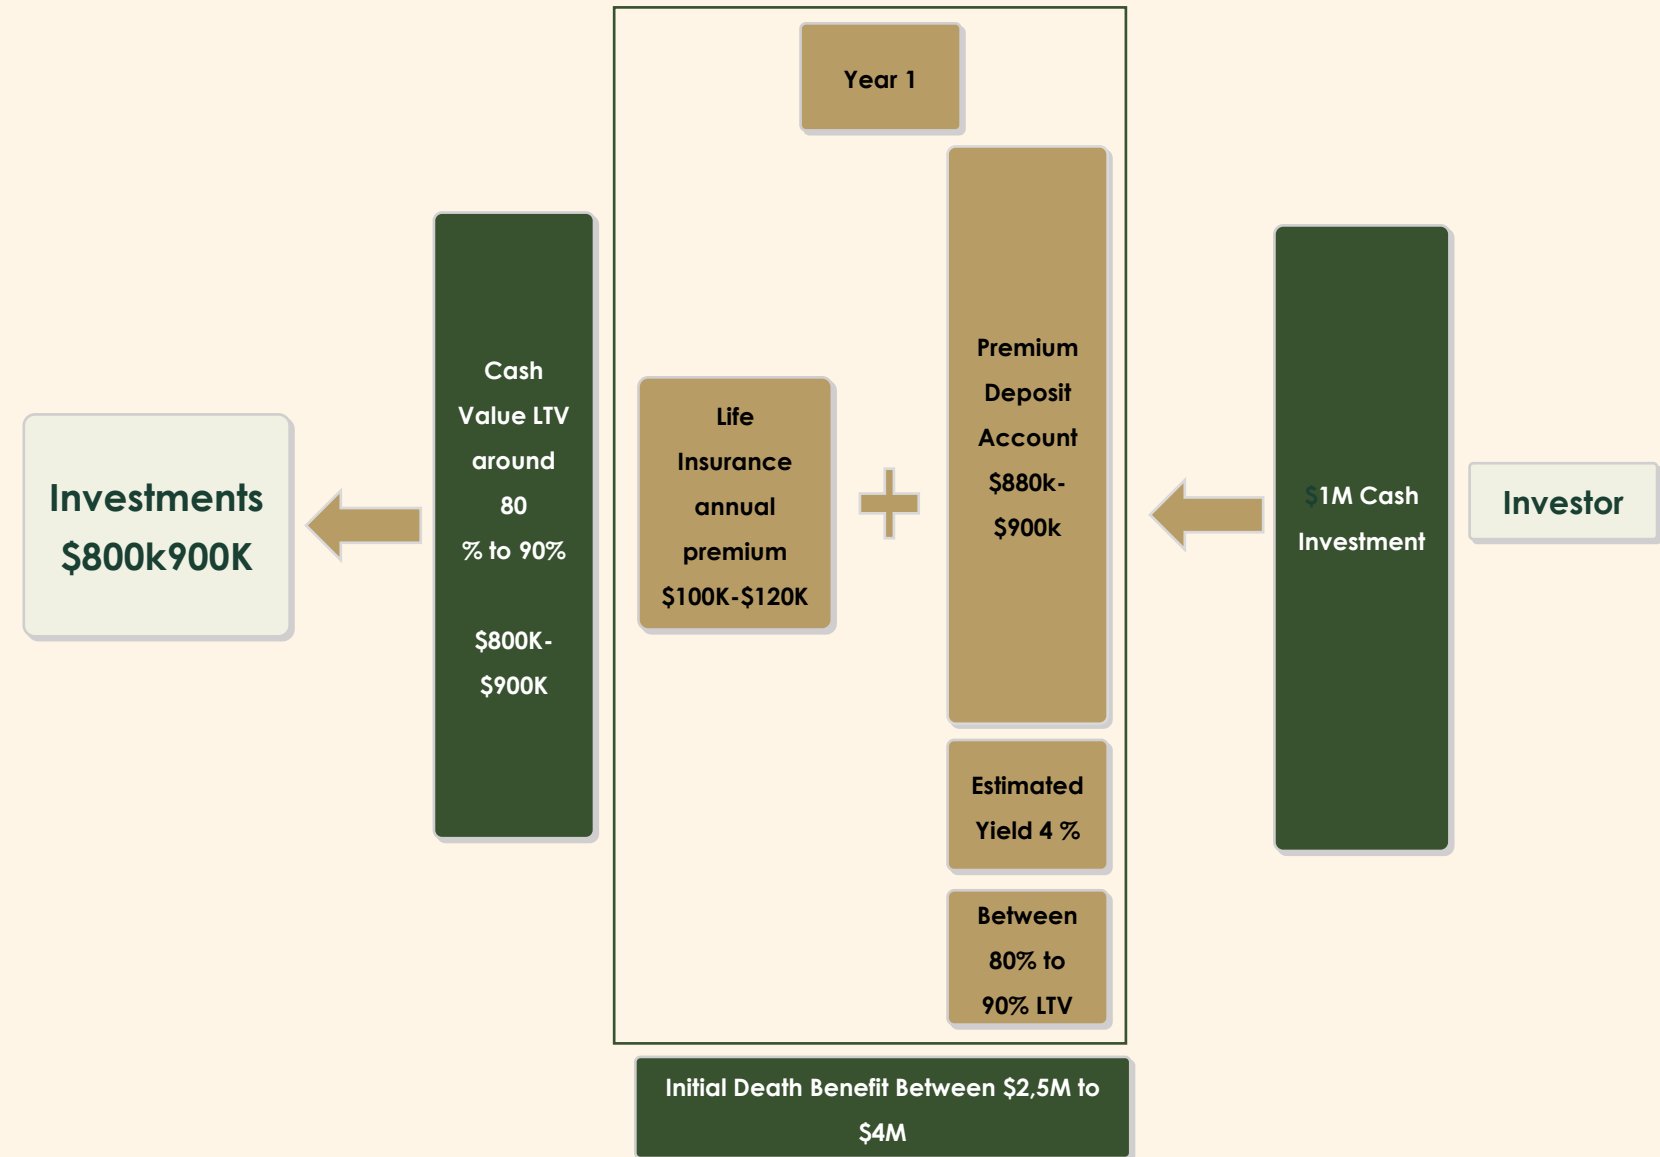 Year 1
Cash
Value LTV
around
80
% to 90%
$800K-
$900K
Investments
$800k900K
Life
Insurance
annual
premium
$100K-$120K
Premium
Deposit
Account
$880k-
$900k
Estimated
Yield 4 %
Between
80% to
90% LTV
$1M Cash
Investment
Investor
Initial Death Benefit Between $2,5M to
$4M